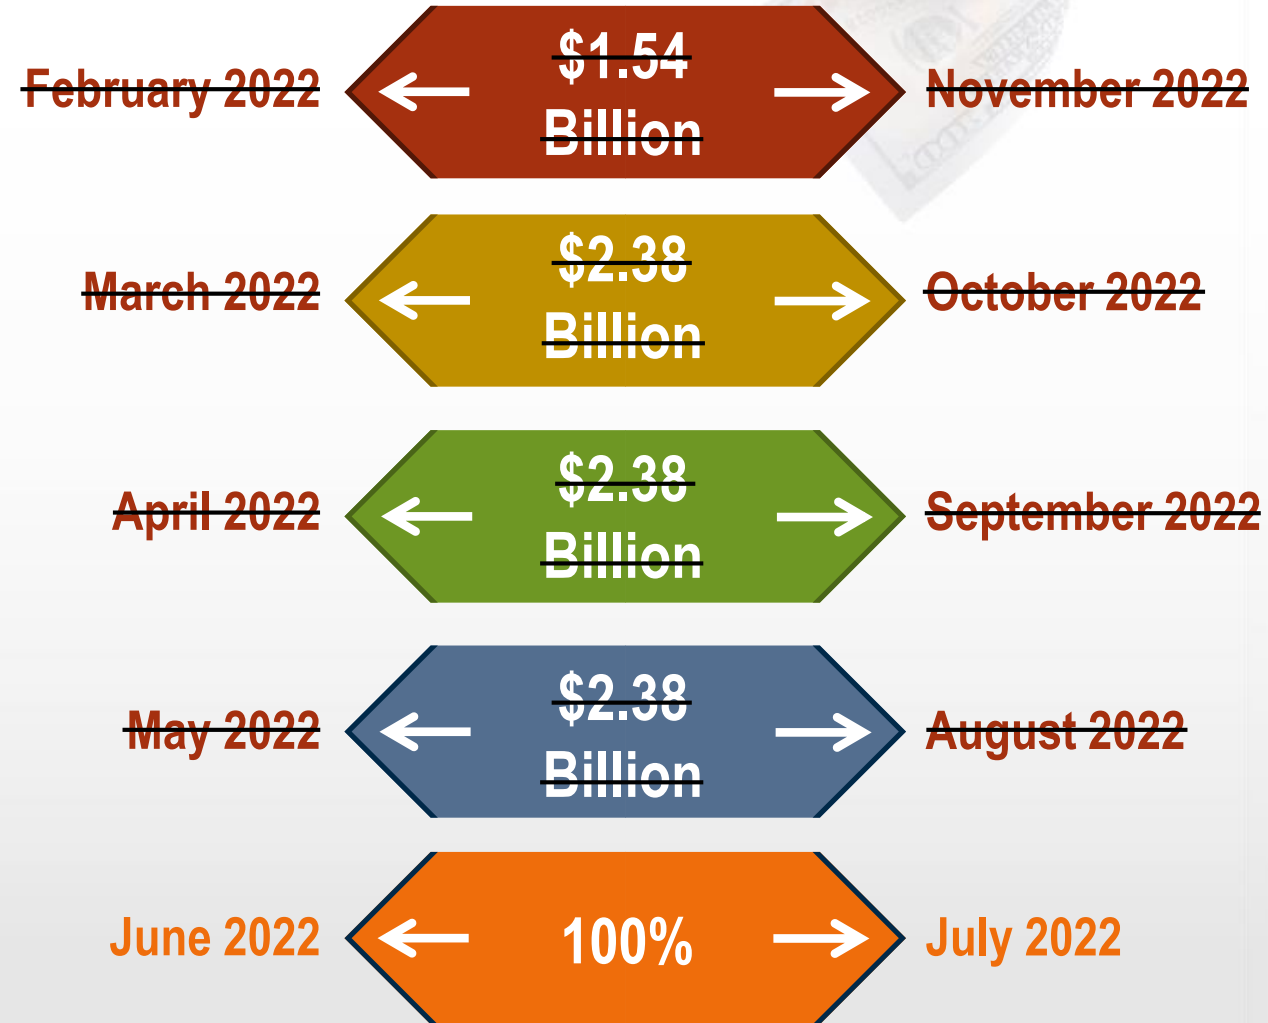 February 2022
$1.54
Billion
November 2022
March 2022
$2.38
Billion
October 2022
April 2022
$2.38
Billion
September 2022
May 2022
$2.38
Billion
August 2022
June 2022
100%
July 2022